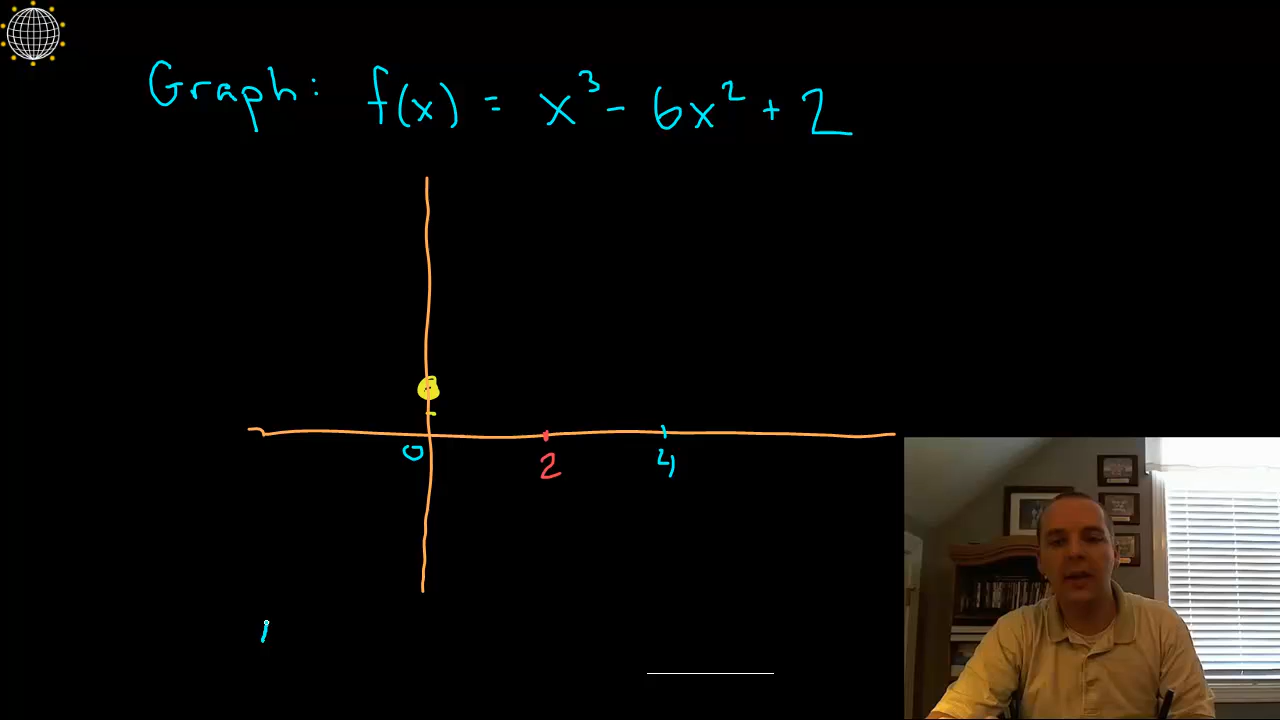 Graph: f(x) = x³ - 6x² + 2
0
2
4